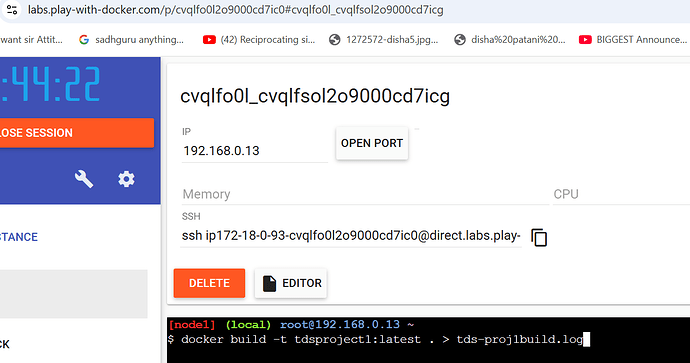 labs.play-with-docker.com/p/cvqlfo0l2o9000cd7ic0#cvqlfo0l_cvqlfsol2o9000cd7icg
want sir Attit... sadhguru anything... (42) Reciprocating si... 1272572-disha5.jpg... disha%20patani%20... BIGGEST Announce...
:44:22
cvqlfo0l_cvqlfsol2o9000cd7icg
LOSE SESSION
IP
192.168.0.13
OPEN PORT
Memory
CPU
SSH
ssh ip172-18-0-93-cvqlfo0l2o9000cd7ic0@direct.labs.play-
STANCE
DELETE
EDITOR
[node1] (local) root@192.168.0.13 ~
$ docker build -t tdsproject1:latest . > tds-proj1build.log
CK